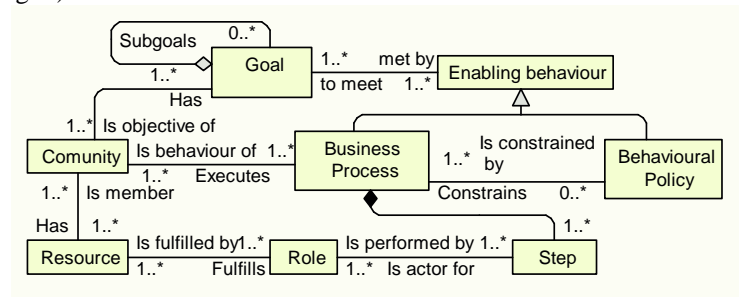 Subgoals
0..*
Goal
1..*
Has
1..*
met by
to meet
1..*
Enabling behaviour
1..*
Is objective of
Comunity
Is behaviour of
1..*
1..*
Executes
Business
Process
1..*
Is constrained
by
Constrains
0..*
Behavioural
Policy
1..*
Is member
Has
1..*
Resource
Is fulfilled by
1..*
1..*
Fulfills
Role
Is performed by
1..*
1..*
Is actor for
1..*
Step